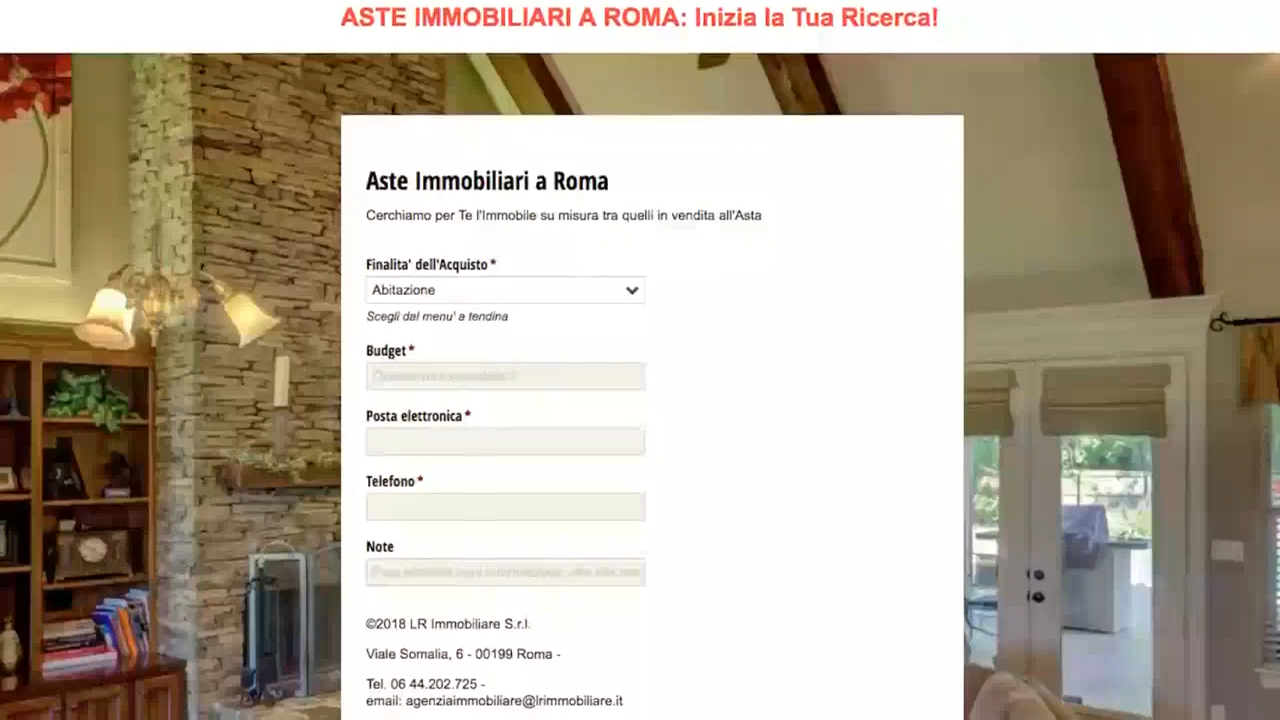 ASTE IMMOBILIARI A ROMA: Inizia la Tua Ricerca!
Aste Immobiliari a Roma
Cerchiamo per Te l'Immobile su misura tra quelli in vendita all'Asta
Finalita' dell'Acquisto *
Abitazione
Scegli dal menu' a tendina
Budget *
Posta elettronica *
Telefono *
Note
©2018 LR Immobiliare S.r.l.
Viale Somalia, 6 - 00199 Roma -
Tel. 06 44.202.725 -
email: agenziaimmobiliare@lrimmobiliare.it